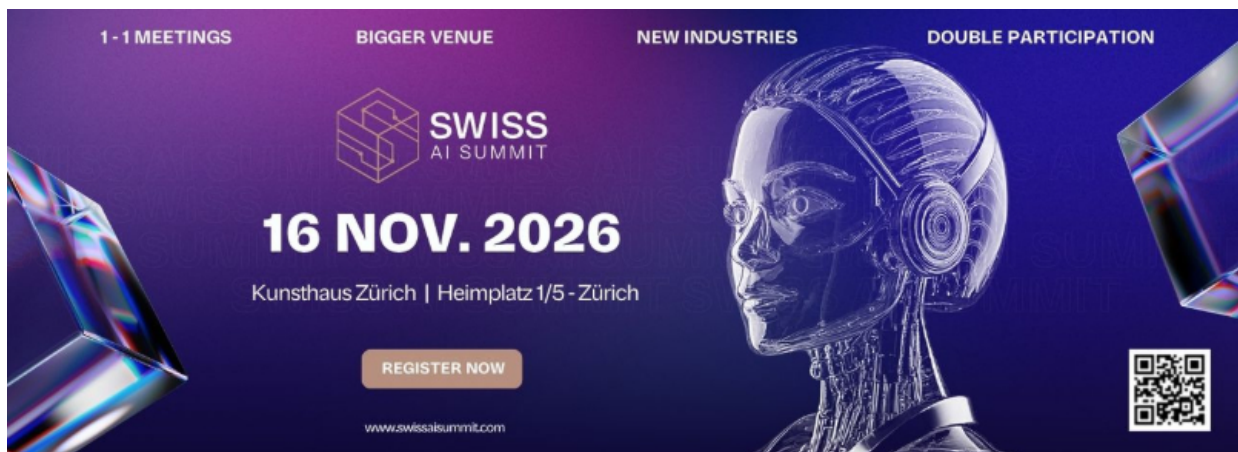 1 - 1 MEETINGS
BIGGER VENUE
NEW INDUSTRIES
DOUBLE PARTICIPATION
SWISS
AI SUMMIT
16 NOV. 2026
Kunsthaus Zürich | Heimplatz 1/5 - Zürich
REGISTER NOW
www.swissaisummit.com